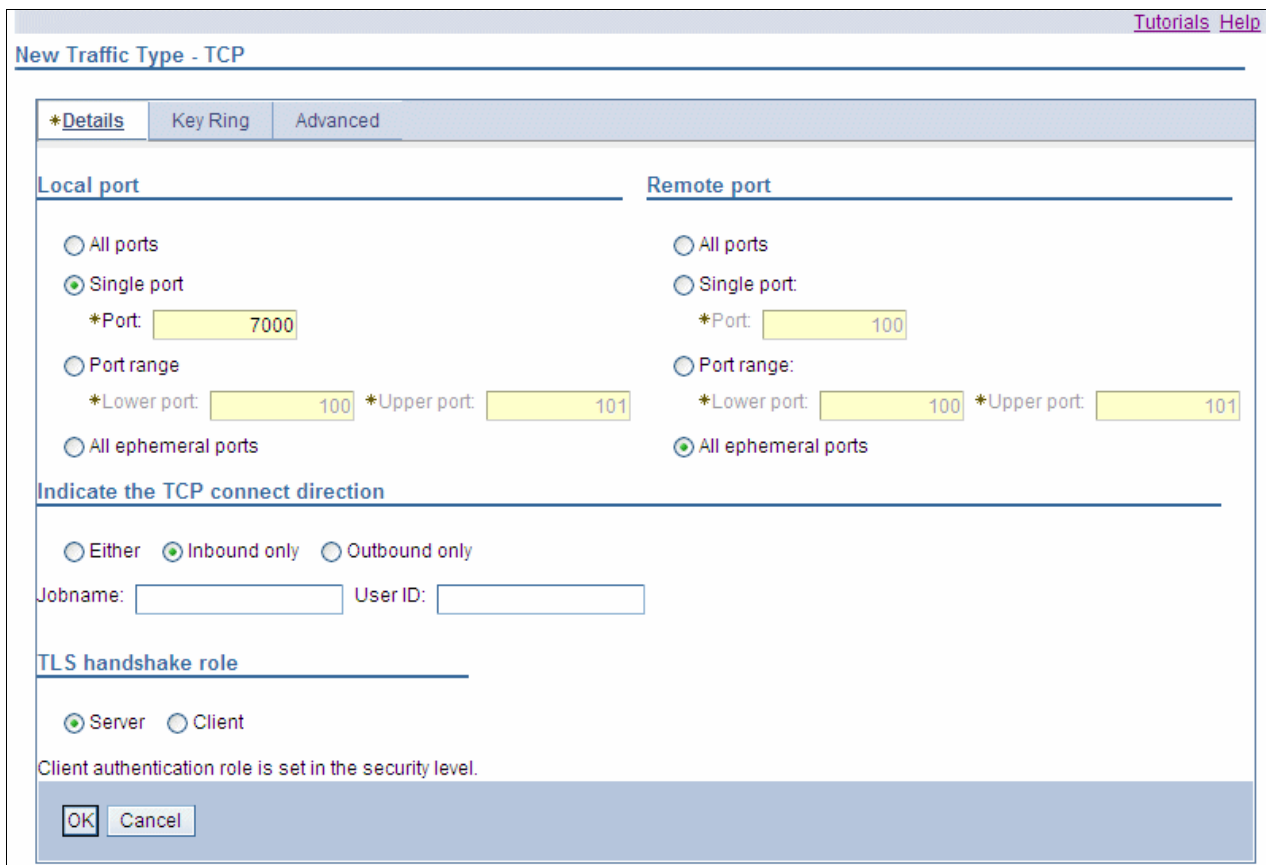 Tutorials Help
New Traffic Type - TCP
*Details Key Ring Advanced
Local port
All ports
Single port
*Port: 7000
Port range
*Lower port: 100 *Upper port: 101
All ephemeral ports
Remote port
All ports
Single port:
*Port: 100
Port range:
*Lower port: 100 *Upper port: 101
All ephemeral ports
Indicate the TCP connect direction
Either Inbound only Outbound only
Jobname: User ID:
TLS handshake role
Server Client
Client authentication role is set in the security level.
OK Cancel